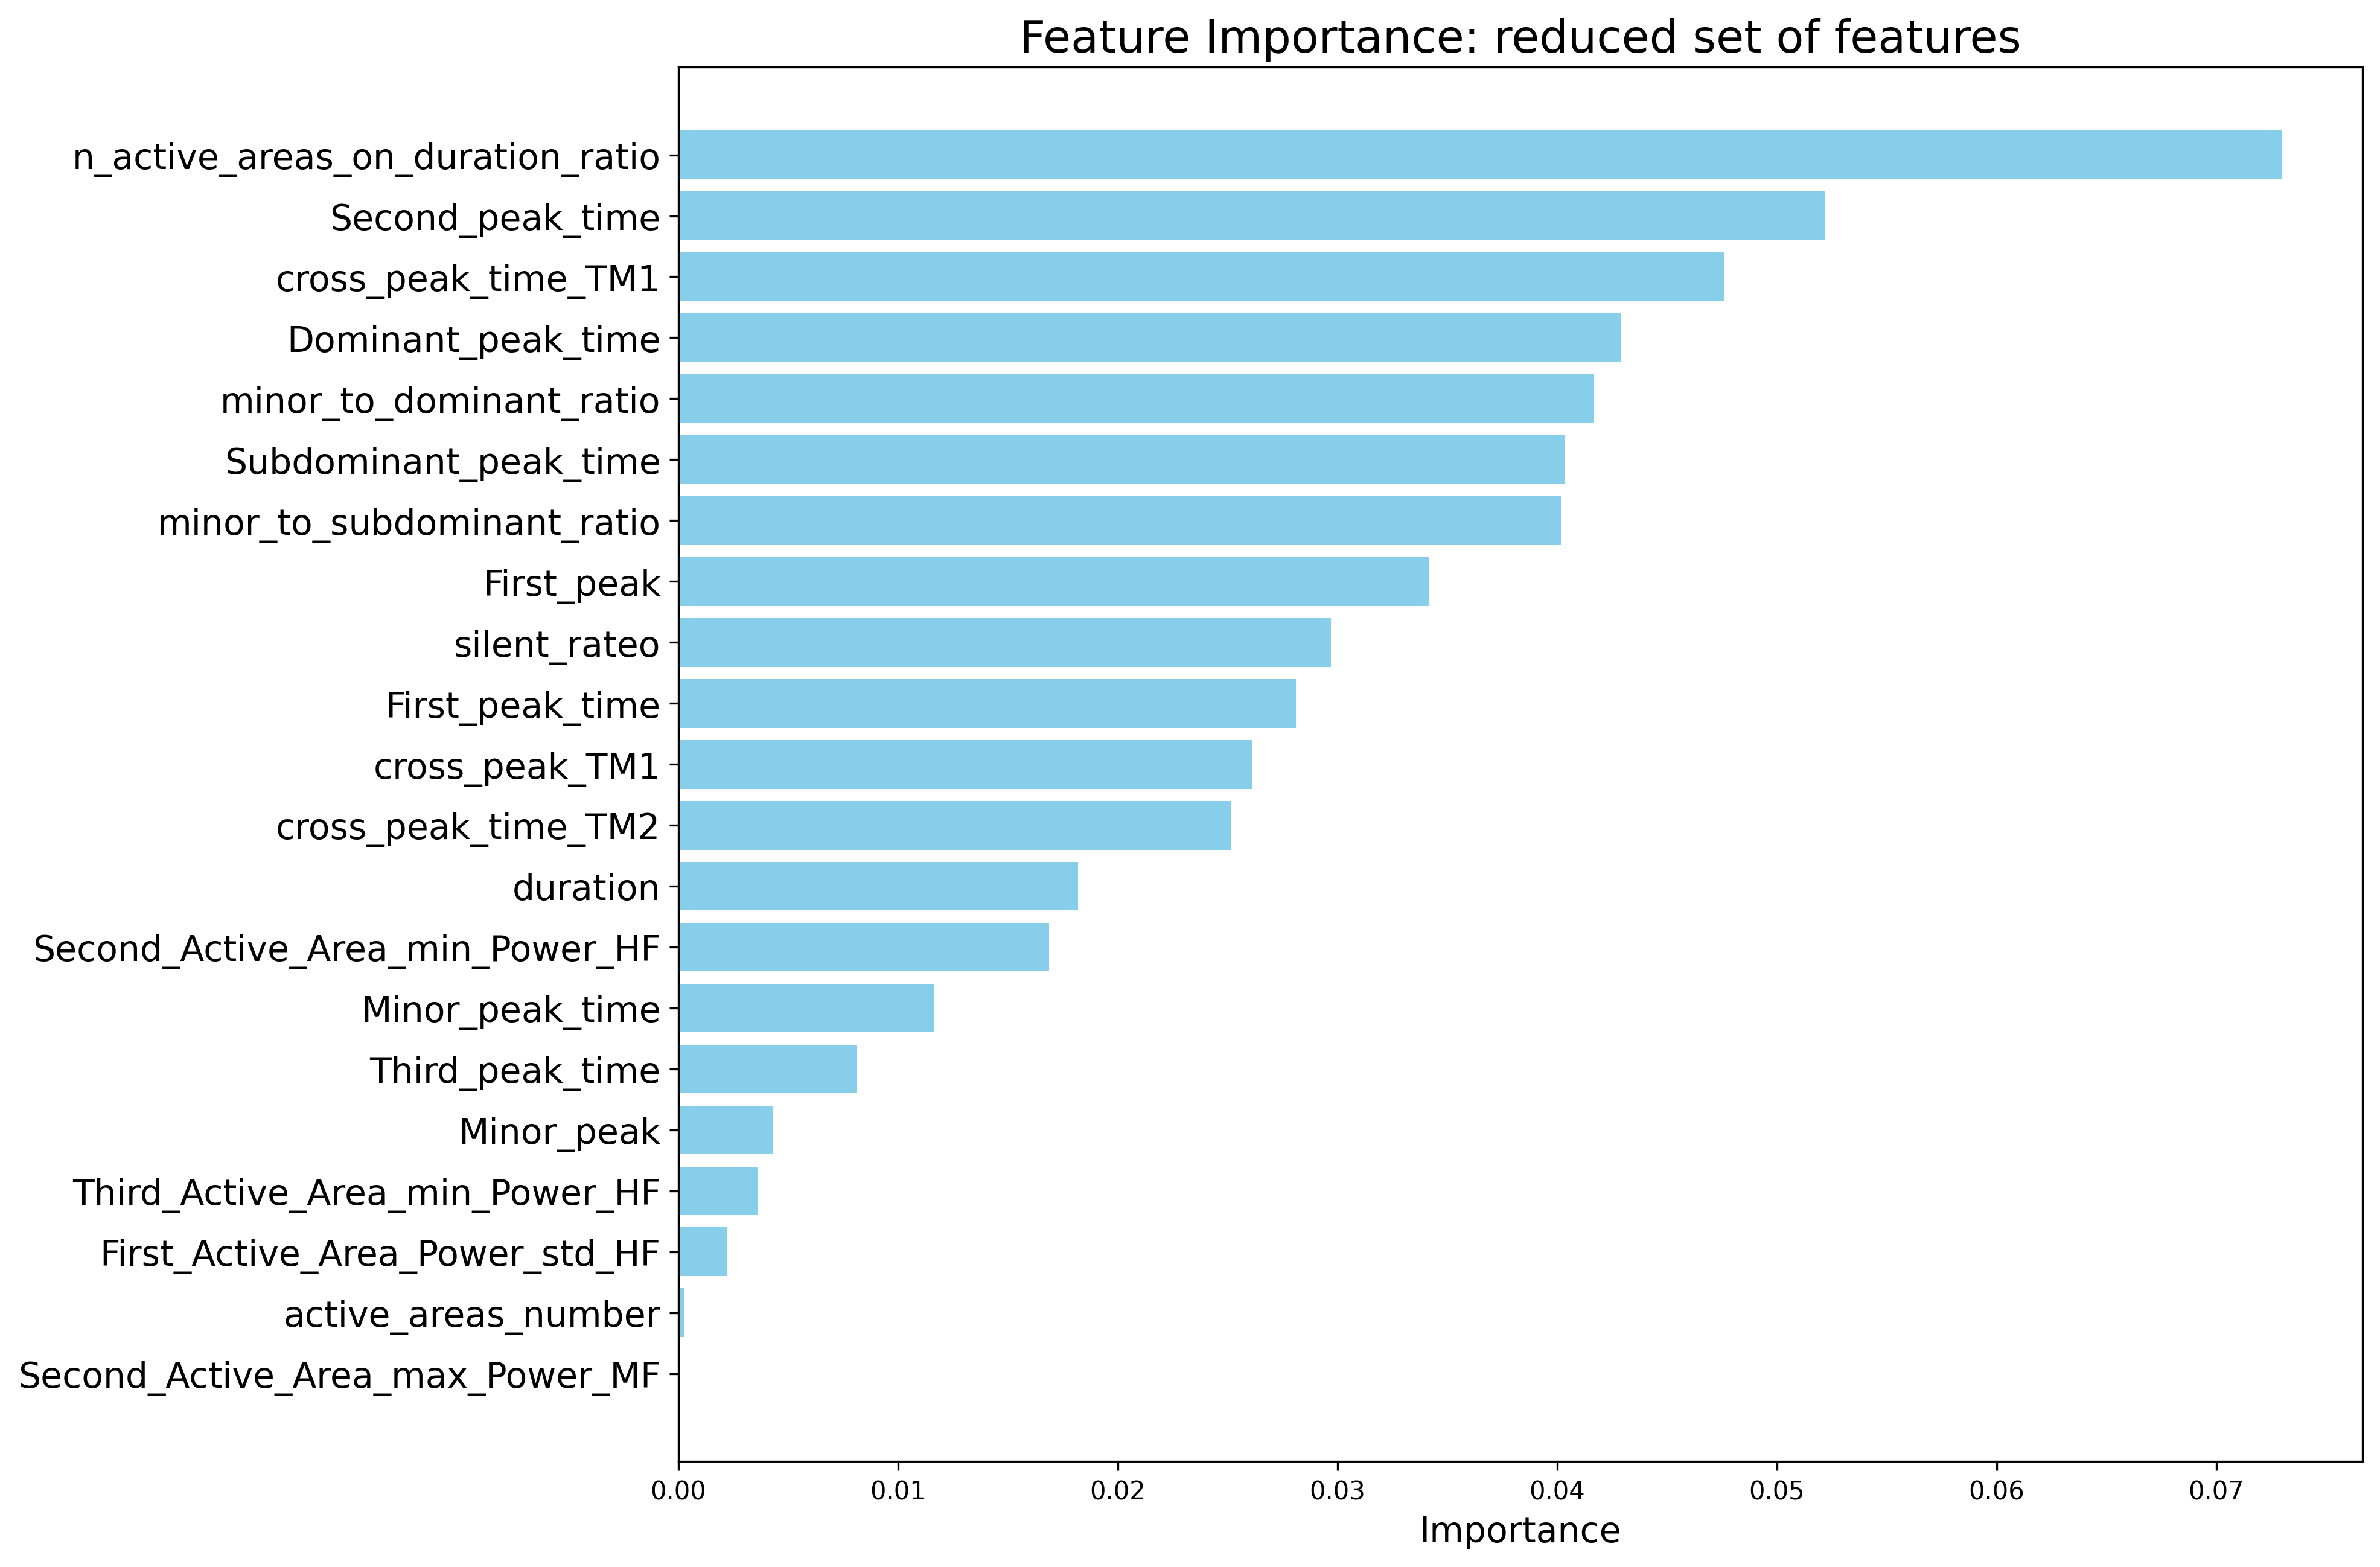 Feature Importance: reduced set of features
n_active_areas_on_duration_ratio
Second_peak_time
cross_peak_time_TM1
Dominant_peak_time
minor_to_dominant_ratio
Subdominant_peak_time
minor_to_subdominant_ratio
First_peak
silent_rateo
First_peak_time
cross_peak_TM1
cross_peak_time_TM2
duration
Second_Active_Area_min_Power_HF
Minor_peak_time
Third_peak_time
Minor_peak
Third_Active_Area_min_Power_HF
First_Active_Area_Power_std_HF
active_areas_number
Second_Active_Area_max_Power_MF
0.00 0.01 0.02 0.03 0.04 0.05 0.06 0.07
Importance